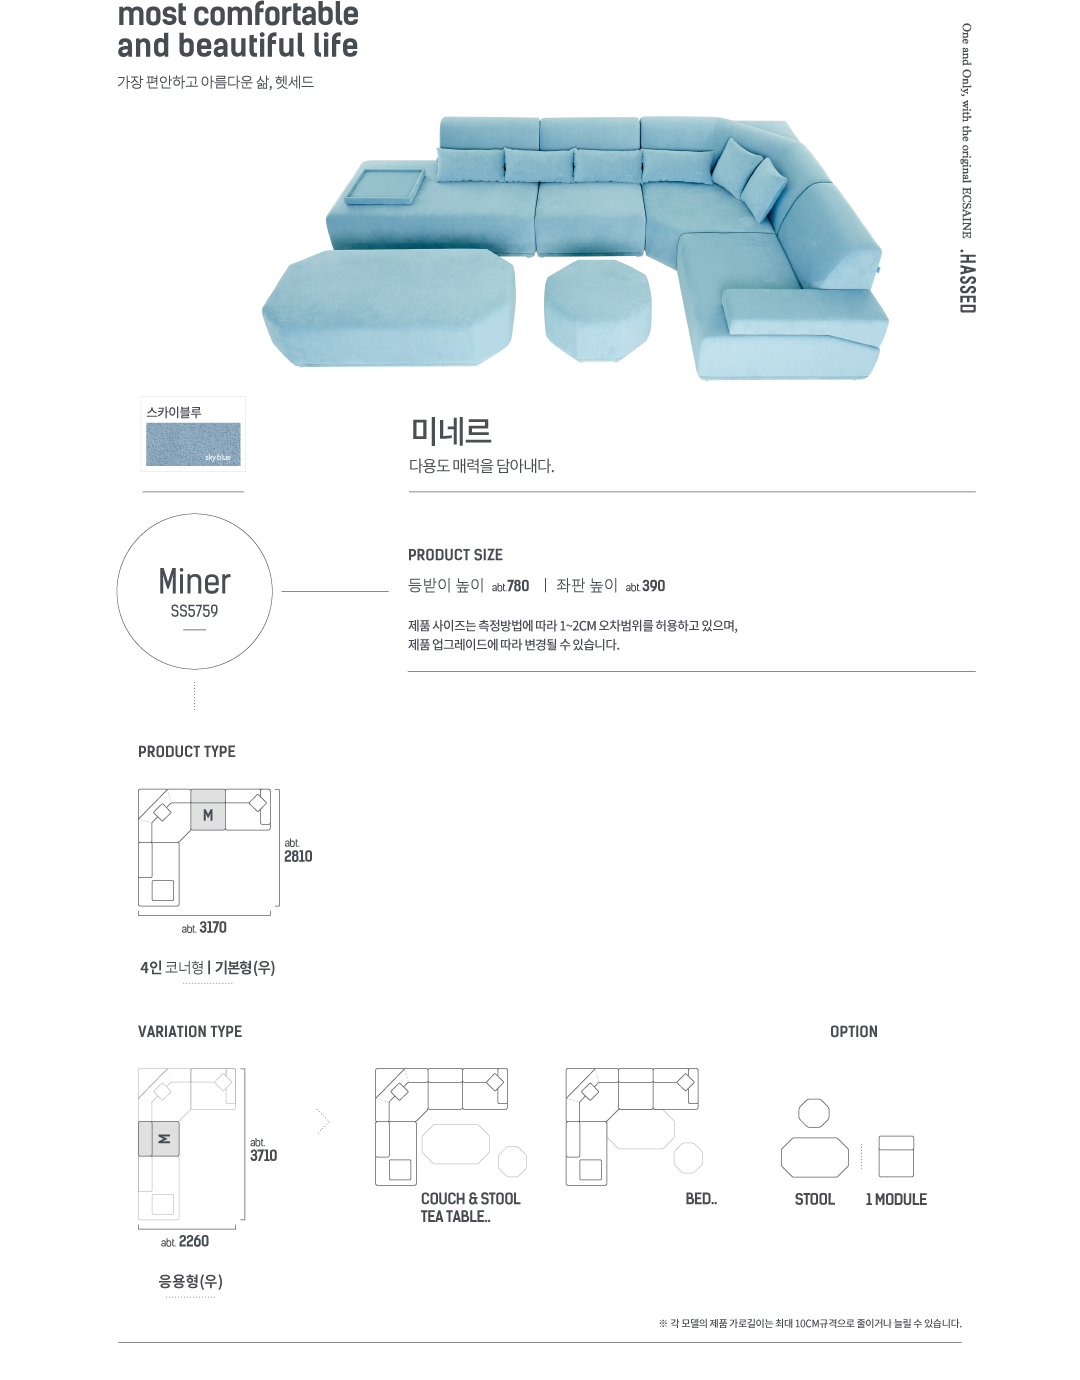 most comfortable
and beautiful life
가장 편안하고 아름다운 삶, 헷세드
One and Only, with the original ECSAINE
.HASSED
스카이블루
sky.blue
미네르
다용도 매력을 담아내다.
Miner
SS5759
PRODUCT SIZE
등받이 높이 abt.780 | 좌판 높이 abt.390
제품 사이즈는 측정방법에 따라 1~2CM 오차범위를 허용하고 있으며,
제품 업그레이드에 따라 변경될 수 있습니다.
PRODUCT TYPE
M
abt.
2810
abt. 3170
4인 코너형 | 기본형(우)
VARIATION TYPE
OPTION
M
abt.
3710
abt. 2260
응용형(우)
COUCH & STOOL
TEA TABLE..
BED..
STOOL
1 MODULE
※ 각 모델의 제품 가로길이는 최대 10CM규격으로 줄이거나 늘릴 수 있습니다.